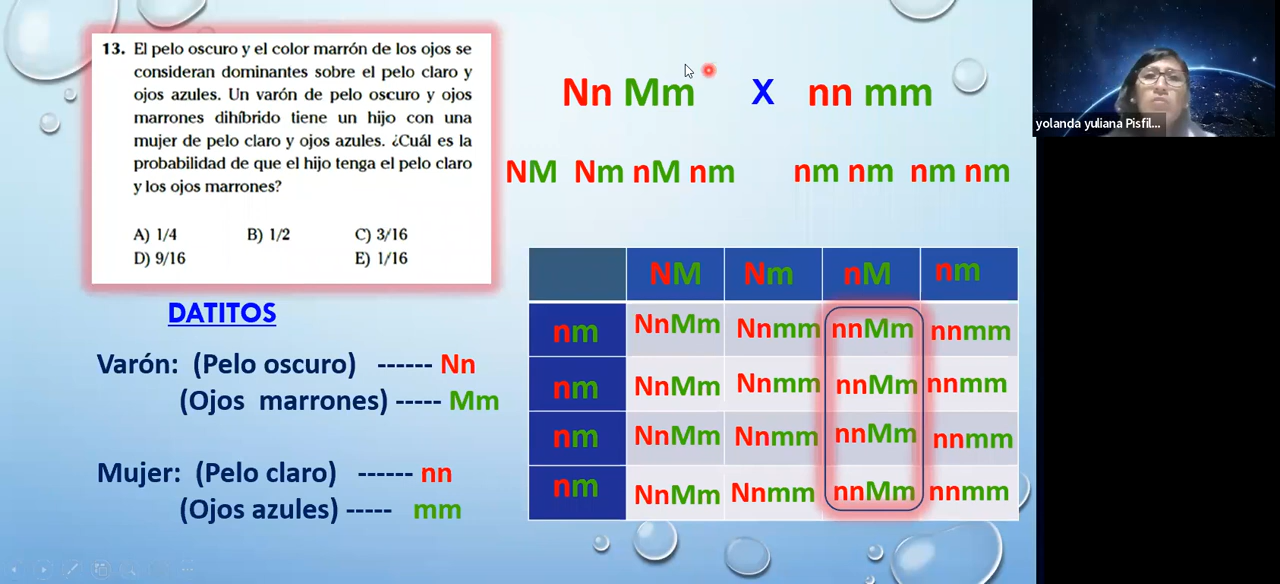 13. El pelo oscuro y el color marrón de los ojos se
consideran dominantes sobre el pelo claro y
ojos azules. Un varón de pelo oscuro y ojos
marrones dihíbrido tiene un hijo con una
mujer de pelo claro y ojos azules. ¿Cuál es la
probabilidad de que el hijo tenga el pelo claro
y los ojos marrones?
A) 1/4 B) 1/2 C) 3/16
D) 9/16 E) 1/16
DATITOS
Varón: (Pelo oscuro) ------ Nn
(Ojos marrones) ----- Mm
Mujer: (Pelo claro) ------ nn
(Ojos azules) ----- mm
Nn Mm X nn mm
NM Nm nM nm nm nm nm nm
NM Nm nM nm
nm NnMm Nnmm nnMm nnmm
nm NnMm Nnmm nnMm nnmm
nm NnMm Nnmm nnMm nnmm
nm NnMm Nnmm nnMm nnmm
yolanda yuliana Pisfil...